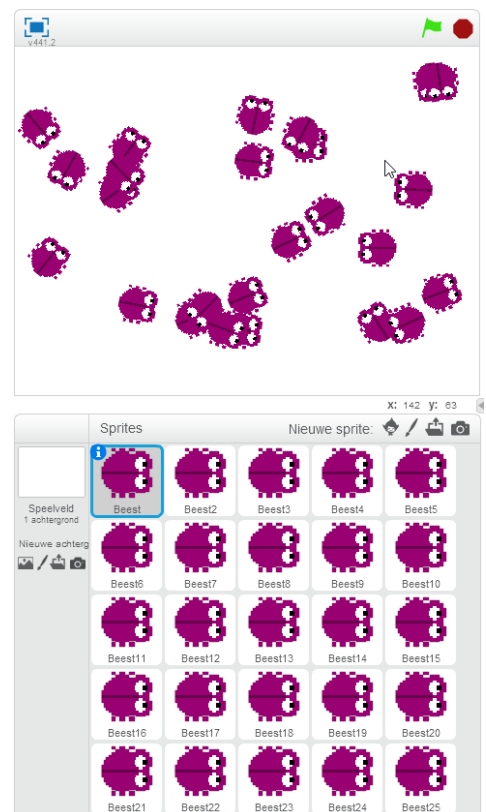 v441.2
x: 142 y: 63
Sprites
Nieuwe sprite:
Speelveld
1 achtergrond
Nieuwe achterg
Beest
Beest2
Beest3
Beest4
Beest5
Beest6
Beest7
Beest8
Beest9
Beest10
Beest11
Beest12
Beest13
Beest14
Beest15
Beest16
Beest17
Beest18
Beest19
Beest20
Beest21
Beest22
Beest23
Beest24
Beest25